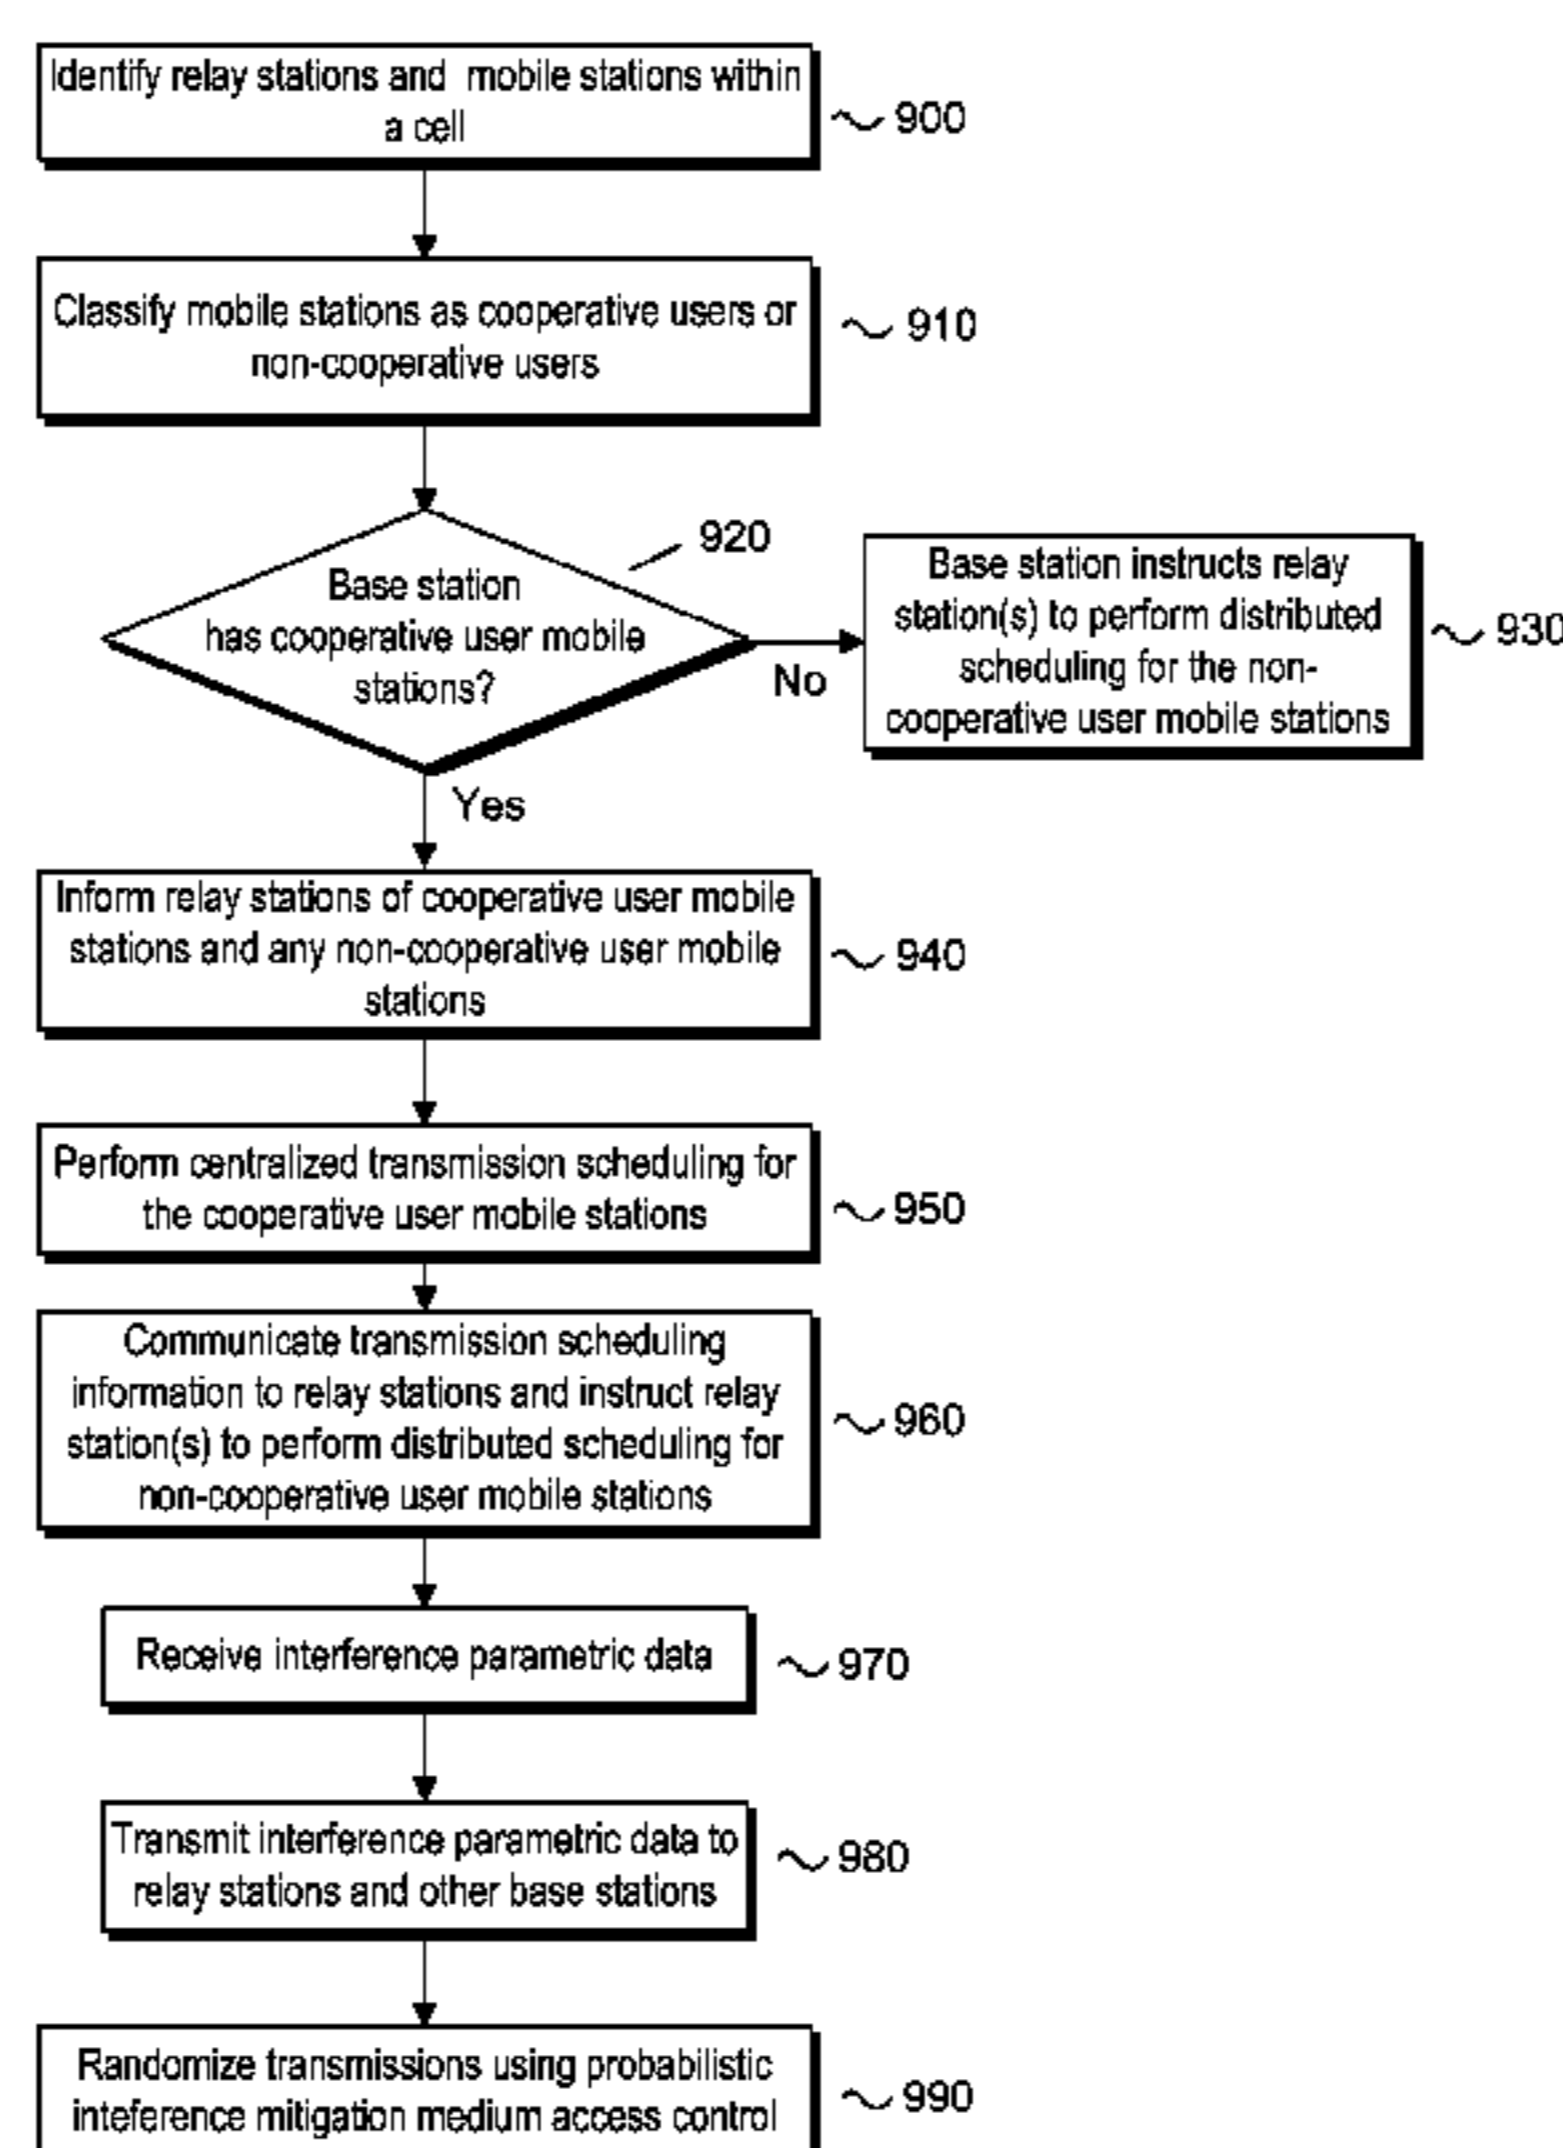 Identify relay stations and mobile stations within
a cell
900
Classify mobile stations as cooperative users or
non-cooperative users
910
920
Base station
has cooperative user mobile
stations?
No
Base station instructs relay
station(s) to perform distributed
scheduling for the non-
cooperative user mobile stations
930
Yes
Inform relay stations of cooperative user mobile
stations and any non-cooperative user mobile
stations
940
Perform centralized transmission scheduling for
the cooperative user mobile stations
950
Communicate transmission scheduling
information to relay stations and instruct relay
station(s) to perform distributed scheduling for
non-cooperative user mobile stations
960
Receive interference parametric data
970
Transmit interference parametric data to
relay stations and other base stations
980
Randomize transmissions using probabilistic
inteference mitigation medium access control
990